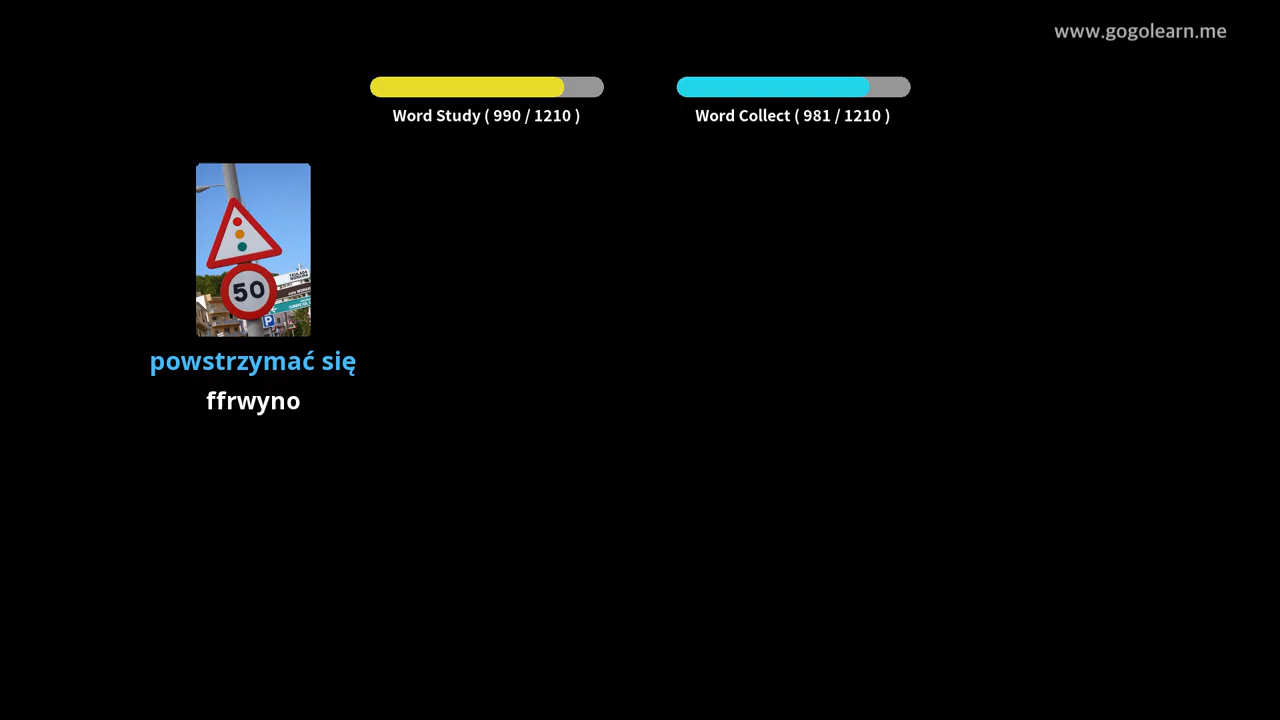 www.gogolearn.me
Word Study ( 990 / 1210 )
Word Collect ( 981 / 1210 )
50
P
powstrzymać się
ffrwyno